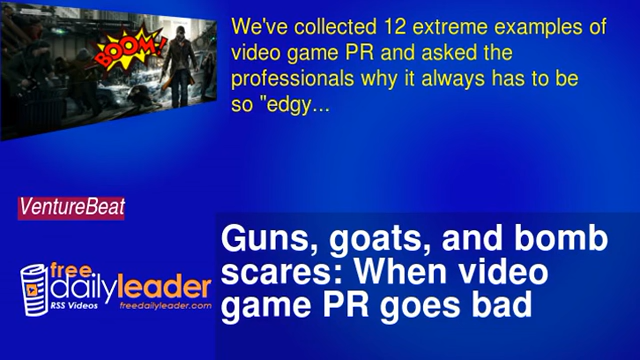 BOOM!
We've collected 12 extreme examples of
video game PR and asked the
professionals why it always has to be
so "edgy...
VentureBeat
free
dailyleader
RSS Videos freedailyleader.com
Guns, goats, and bomb
scares: When video
game PR goes bad